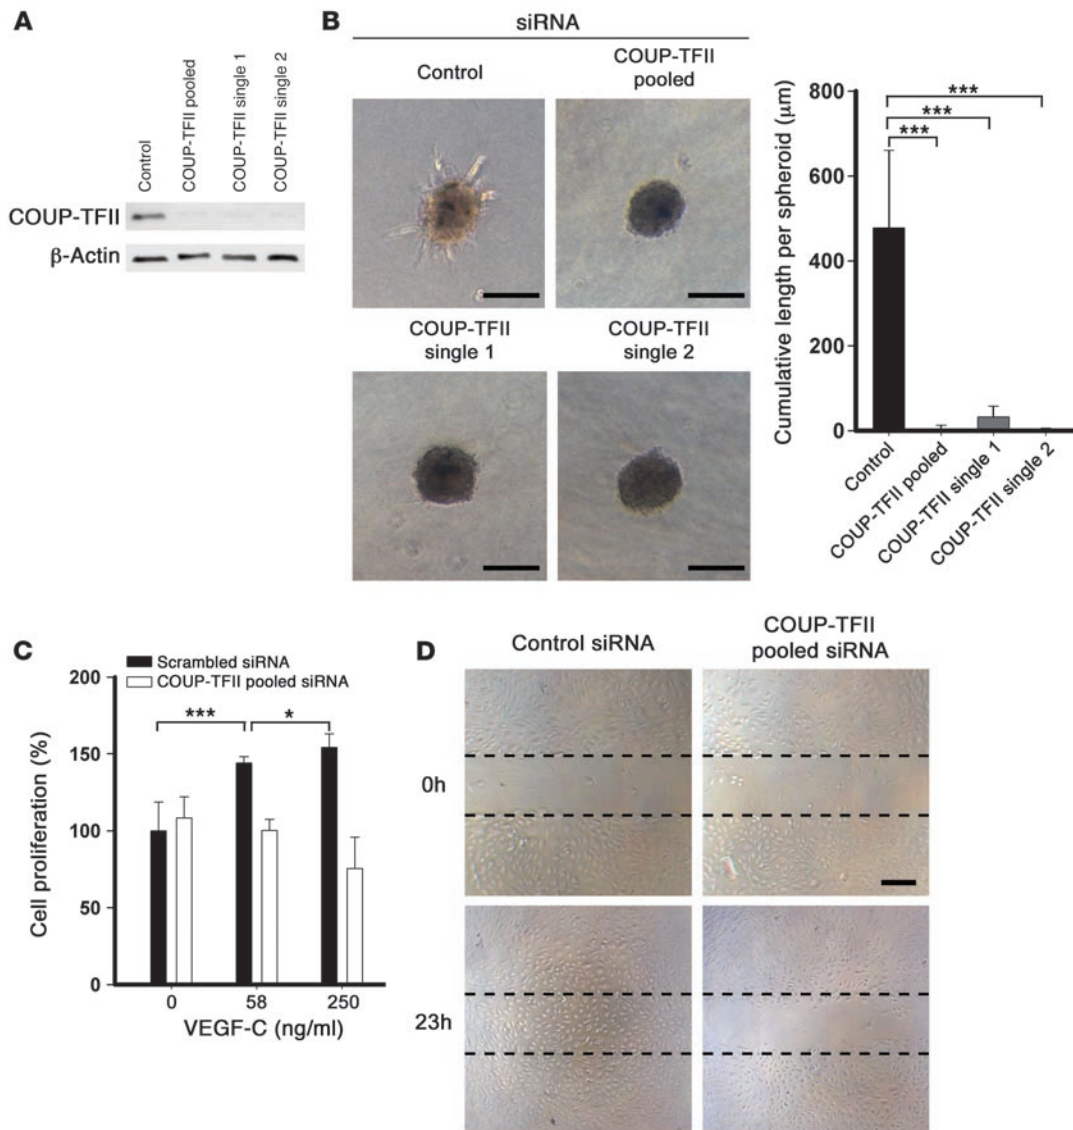 A
Control
COUP-TFII pooled
COUP-TFII single 1
COUP-TFII single 2
COUP-TFII
β-Actin
B
siRNA
Control
COUP-TFII
pooled
COUP-TFII
single 1
COUP-TFII
single 2
Cumulative length per spheroid (μm)
800
600
400
200
0
***
***
***
Control
COUP-TFII pooled
COUP-TFII single 1
COUP-TFII single 2
C
Scrambled siRNA
COUP-TFII pooled siRNA
Cell proliferation (%)
200
150
100
50
0
***
*
0
58
250
VEGF-C (ng/ml)
D
Control siRNA
COUP-TFII
pooled siRNA
0h
23h